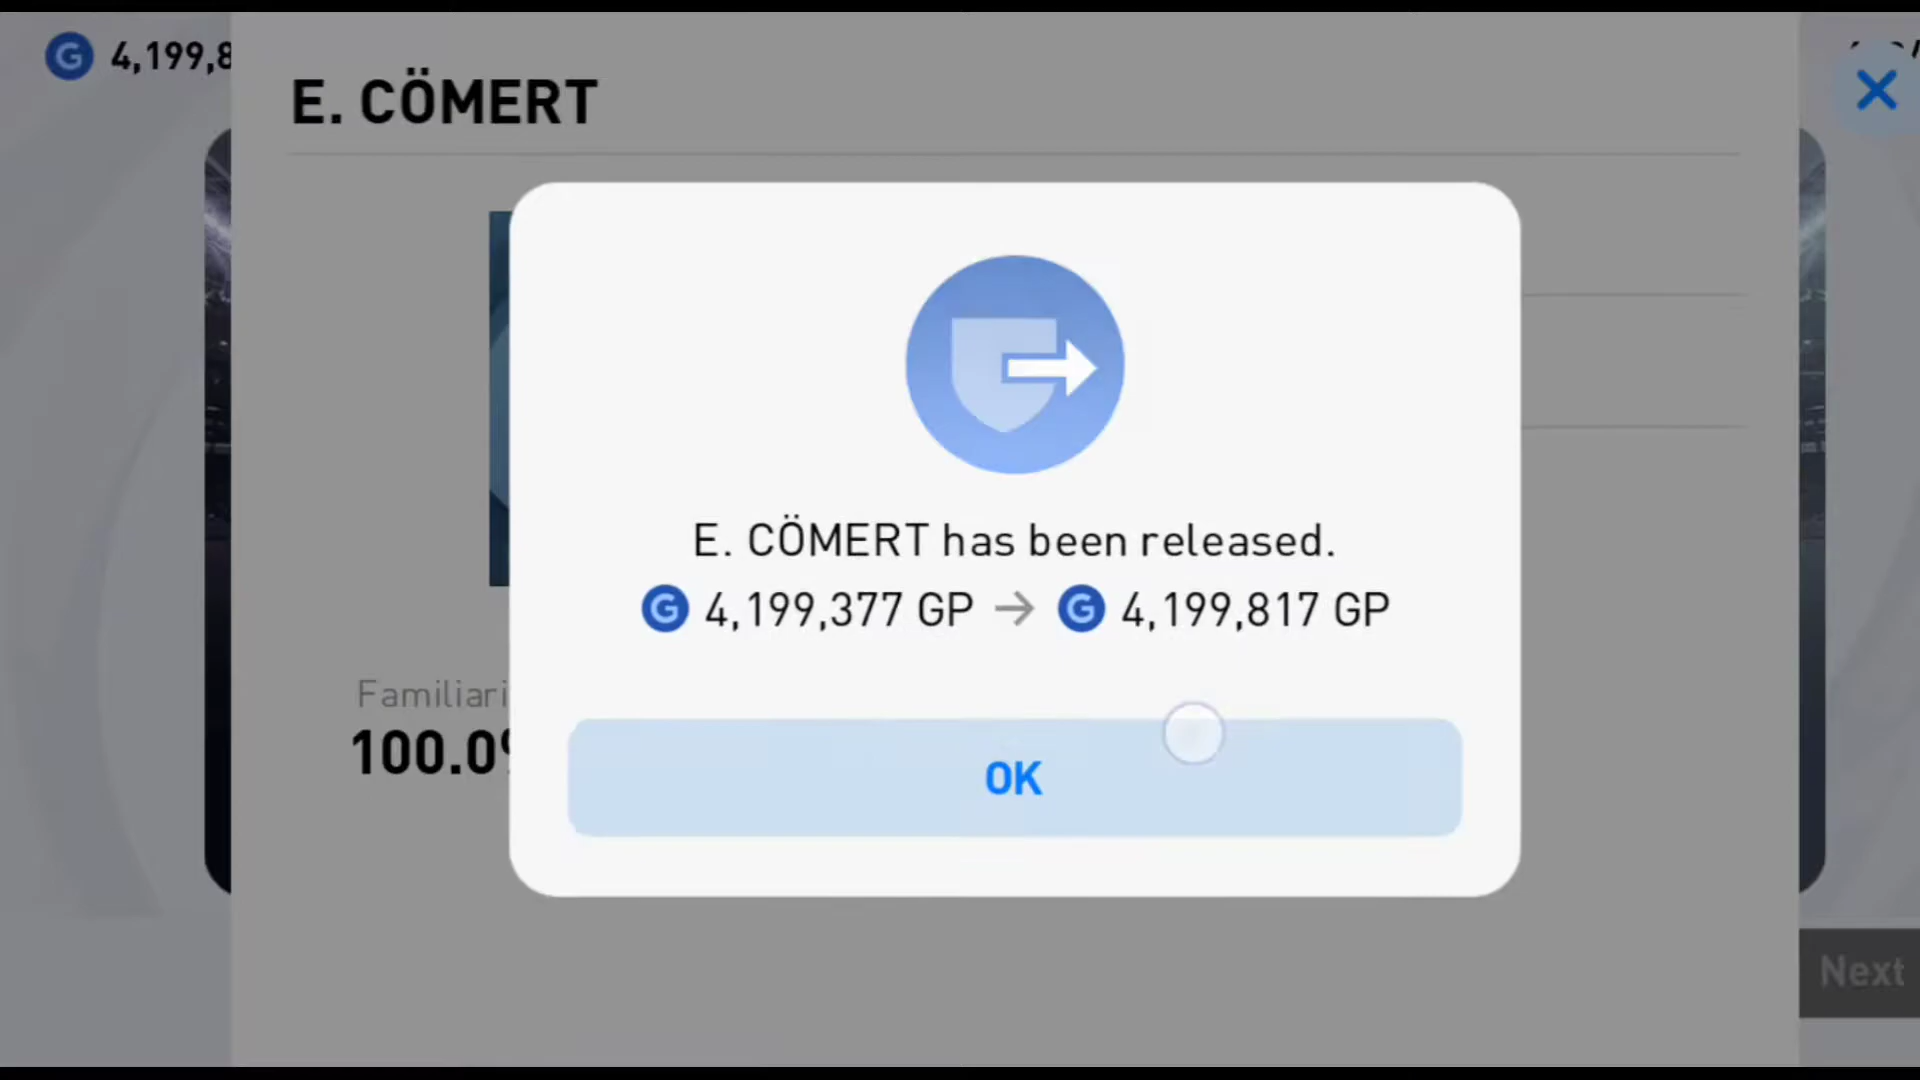 4,199,8
E. CÖMERT
E. CÖMERT has been released.
G 4,199,377 GP → G 4,199,817 GP
Familiari
100.0
OK
Next